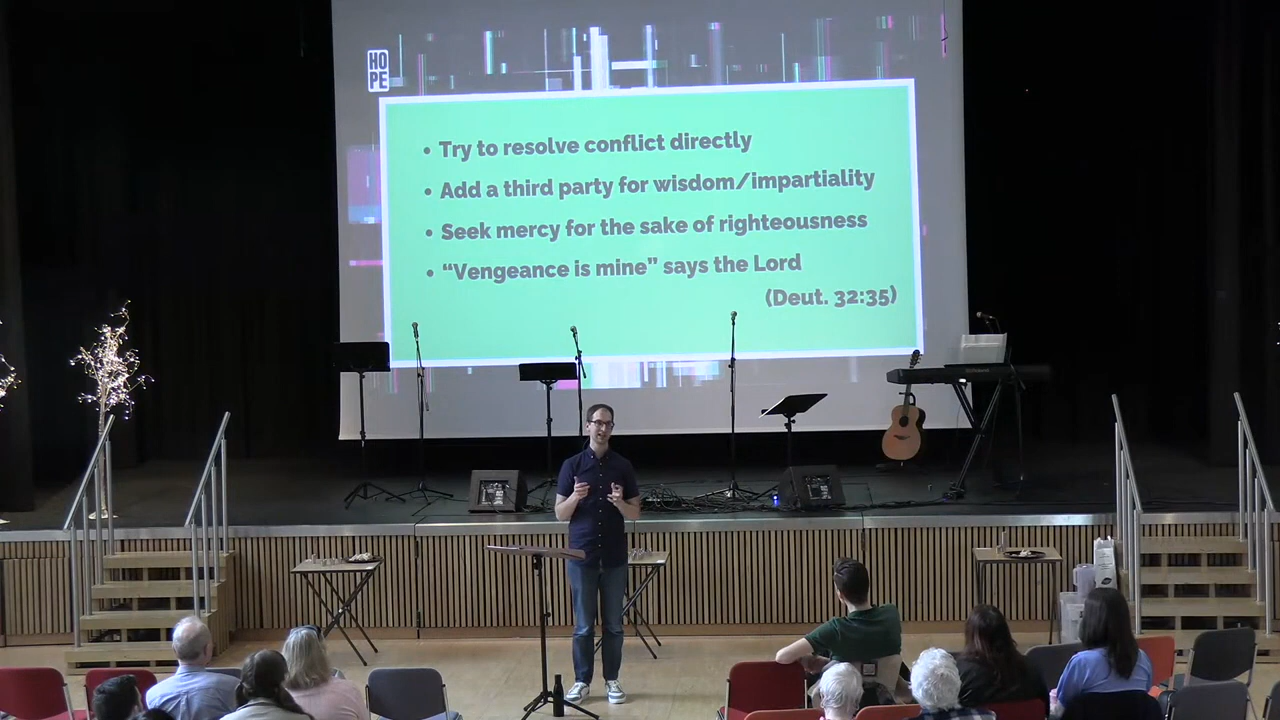 HO
PE
• Try to resolve conflict directly
• Add a third party for wisdom/impartiality
• Seek mercy for the sake of righteousness
• “Vengeance is mine” says the Lord
(Deut. 32:35)